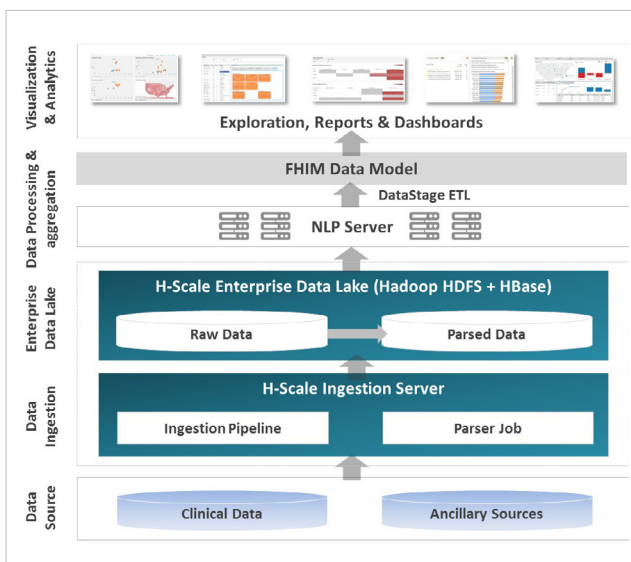 Visualization
& Analytics
Exploration, Reports & Dashboards
Data Processing &
aggregation
FHIM Data Model
DataStage ETL
NLP Server
Enterprise
Data Lake
H-Scale Enterprise Data Lake (Hadoop HDFS + HBase)
Raw Data
Parsed Data
Data
Ingestion
H-Scale Ingestion Server
Ingestion Pipeline
Parser Job
Data
Source
Clinical Data
Ancillary Sources